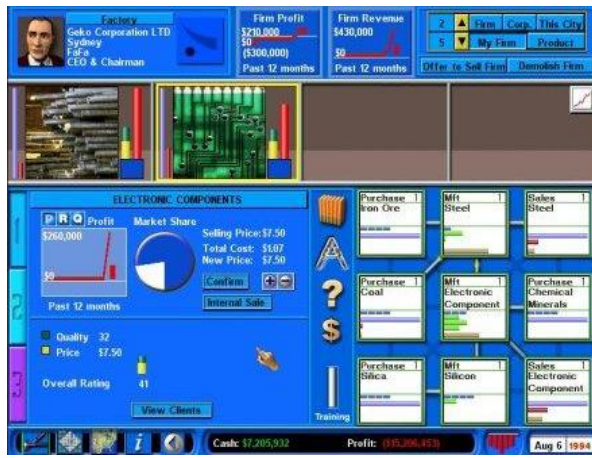 Factory
Geko Corporation LTD
Sydney
FaFa
CEO & Chairman
Firm Profit
$210,000
$0
($300,000)
Past 12 months
Firm Revenue
$430,000
$0
Past 12 months
2 Firm Corp. This City
5 My Firm Product
Offer to Sell Firm Demolish Firm
ELECTRONIC COMPONENTS
P R Q Profit
$260,000
$0
Past 12 months
Market Share
Selling Price:$7.50
Total Cost: $1.07
New Price: $7.50
Confirm
Internal Sale
Quality 32
Price $7.50
Overall Rating 41
View Clients
1
2
3
Training
Purchase 1
Iron Ore
Mft 1
Steel
Sales 1
Steel
Purchase 1
Coal
Mft 1
Electronic
Component
Purchase 1
Chemical
Minerals
Purchase 1
Silica
Mft 1
Silicon
Sales 1
Electronic
Component
Cash: $7,205,932 Profit:
Aug 6 1994